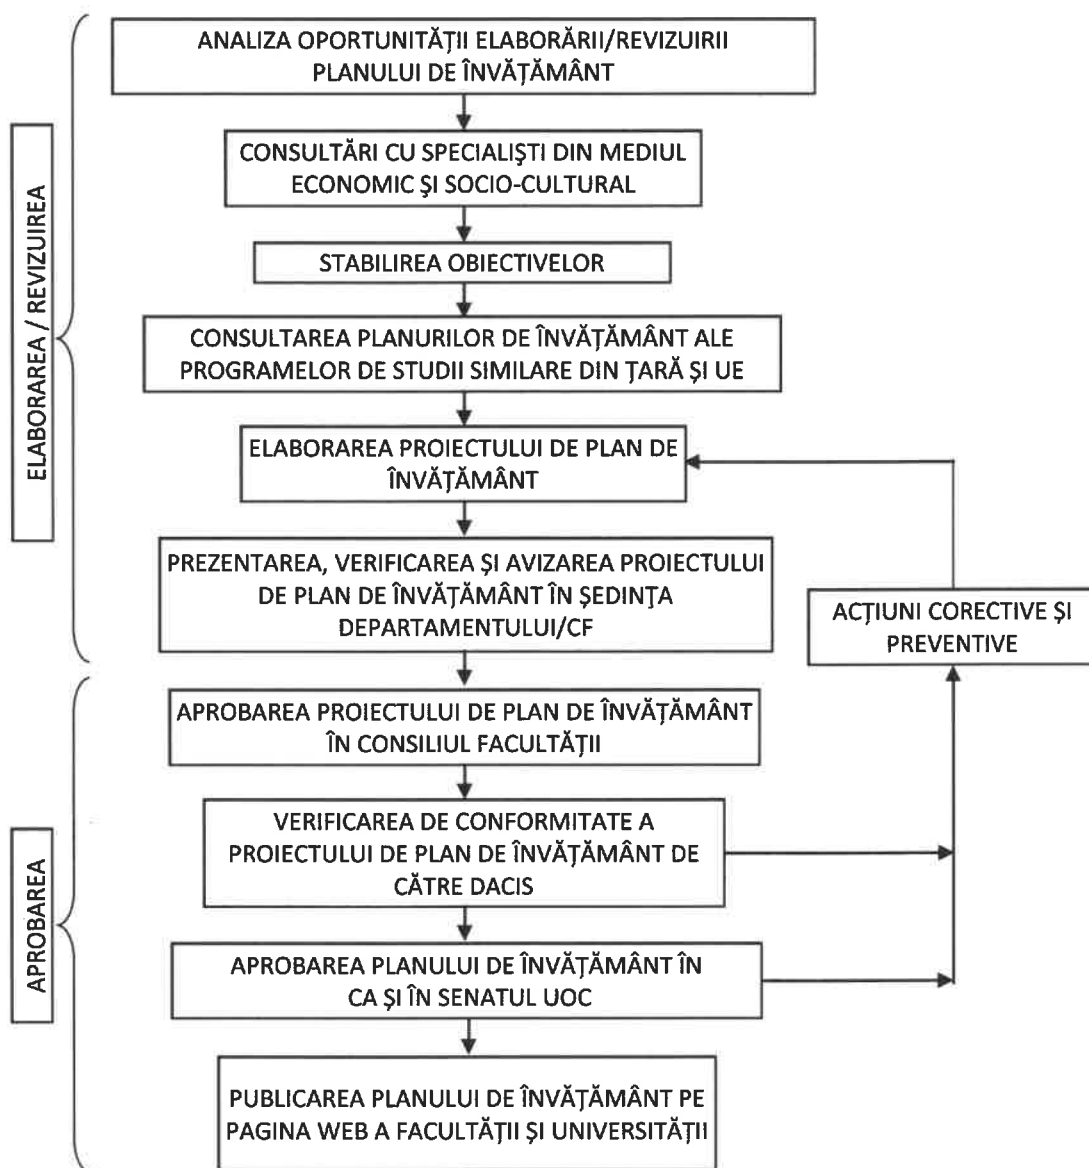 ANALIZA OPORTUNITĂȚII ELABORĂRII/REVIZUIRII
PLANULUI DE ÎNVĂȚĂMÂNT
CONSULTĂRI CU SPECIALIȘTI DIN MEDIUL
ECONOMIC ȘI SOCIO-CULTURAL
STABILIREA OBIECTIVELOR
CONSULTAREA PLANURILOR DE ÎNVĂȚĂMÂNT ALE
PROGRAMELOR DE STUDII SIMILARE DIN ȚARĂ ȘI UE
ELABORAREA PROIECTULUI DE PLAN DE
ÎNVĂȚĂMÂNT
PREZENTAREA, VERIFICAREA ȘI AVIZAREA PROIECTULUI
DE PLAN DE ÎNVĂȚĂMÂNT ÎN ȘEDINȚA
DEPARTAMENTULUI/CF
ELABORAREA / REVIZUIREA
ACȚIUNI CORECTIVE ȘI
PREVENTIVE
APROBAREA PROIECTULUI DE PLAN DE ÎNVĂȚĂMÂNT
ÎN CONSILIUL FACULTĂȚII
VERIFICAREA DE CONFORMITATE A
PROIECTULUI DE PLAN DE ÎNVĂȚĂMÂNT DE
CĂTRE DACIS
APROBAREA PLANULUI DE ÎNVĂȚĂMÂNT ÎN
CA ȘI ÎN SENATUL UOC
PUBLICAREA PLANULUI DE ÎNVĂȚĂMÂNT PE
PAGINA WEB A FACULTĂȚII ȘI UNIVERSITĂȚII
APROBAREA